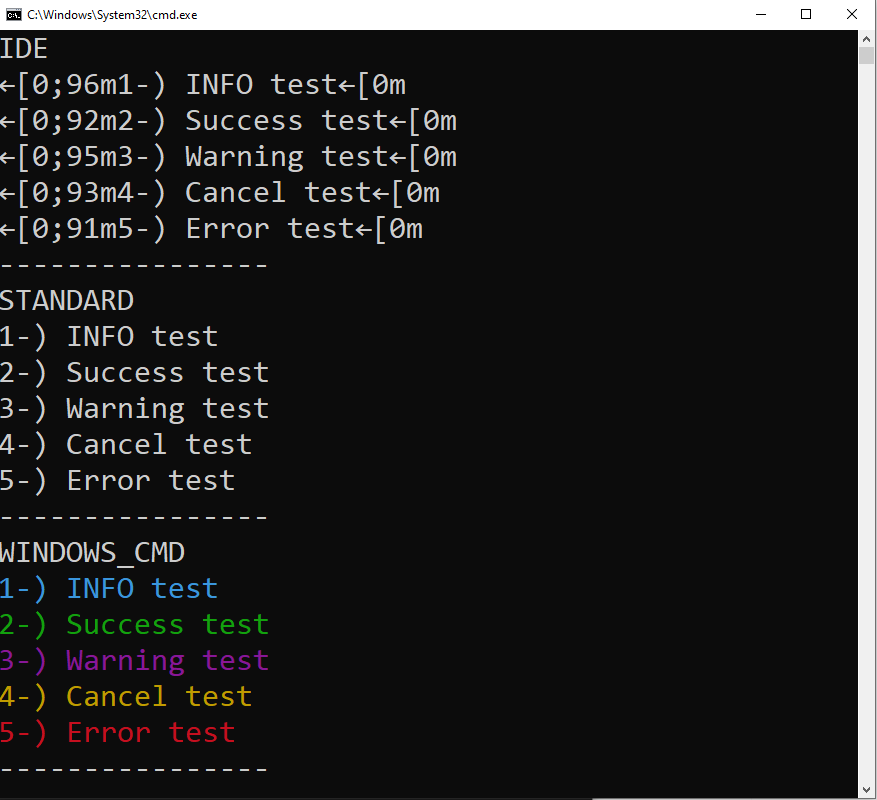 C:\Windows\System32\cmd.exe
IDE
←[0;96m1-) INFO test←[0m
←[0;92m2-) Success test←[0m
←[0;95m3-) Warning test←[0m
←[0;93m4-) Cancel test←[0m
←[0;91m5-) Error test←[0m
----------------
STANDARD
1-) INFO test
2-) Success test
3-) Warning test
4-) Cancel test
5-) Error test
----------------
WINDOWS_CMD
1-) INFO test
2-) Success test
3-) Warning test
4-) Cancel test
5-) Error test
----------------